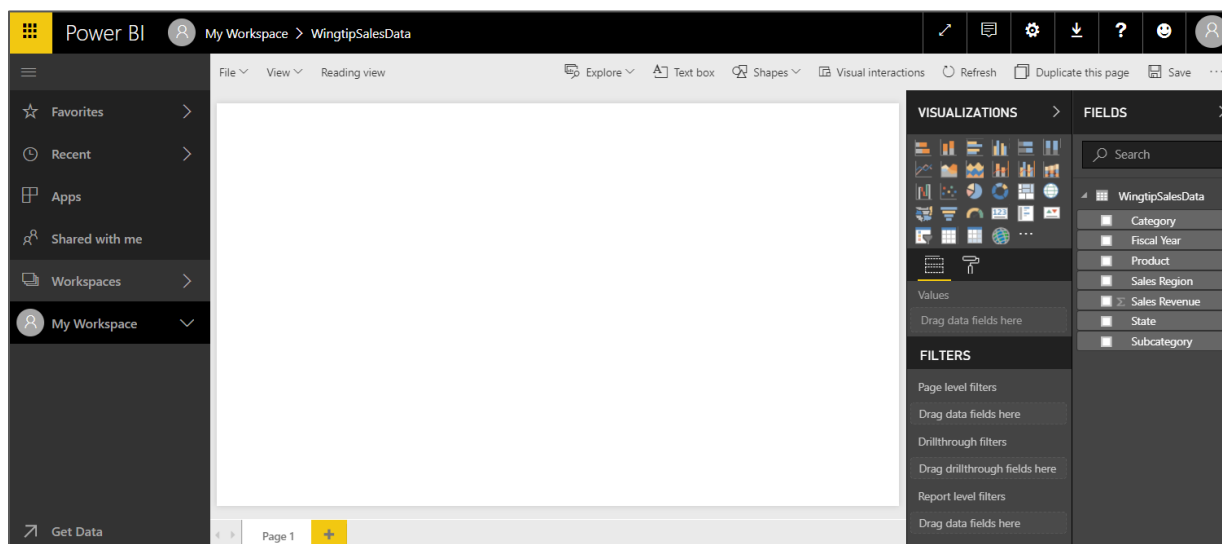 Power BI My Workspace > WingtipSalesData
File View Reading view Explore Text box Shapes Visual interactions Refresh Duplicate this page Save ...
Favorites
Recent
Apps
Shared with me
Workspaces
My Workspace
Get Data
Page 1 +
VISUALIZATIONS >
123
Values
Drag data fields here
FILTERS
Page level filters
Drag data fields here
Drillthrough filters
Drag drillthrough fields here
Report level filters
Drag data fields here
FIELDS
Search
WingtipSalesData
Category
Fiscal Year
Product
Sales Region
Σ Sales Revenue
State
Subcategory